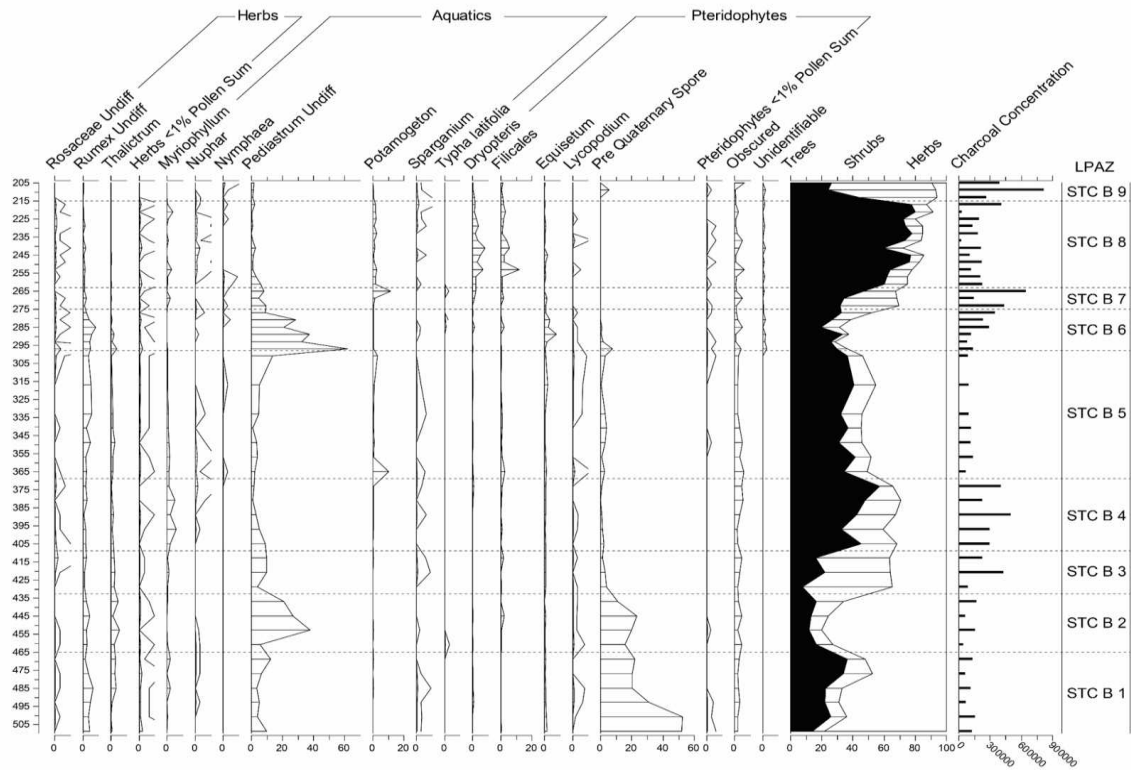 Herbs Aquatics Pteridophytes
Rosaceae Undiff
Rumex Undiff
Thalictrum
Herbs <1% Pollen Sum
Myriophyllum
Nuphar
Nymphaea
Pediastrum Undiff
Potamogeton
Sparganium
Typha latifolia
Dryopteris
Filicales
Equisetum
Lycopodium
Pre Quaternary Spore
Pteridophytes <1% Pollen Sum
Obscured
Unidentifiable
Trees
Shrubs
Herbs
Charcoal Concentration
LPAZ
205
215
225
235
245
255
265
275
285
295
305
315
335
345
355
365
375
385
395
405
415
425
435
445
455
465
485
495
505
STC B 9
STC B 8
STC B 7
STC B 6
STC B 5
STC B 4
STC B 3
STC B 2
STC B 1
0 0 0 0 0 0 0 0 20 40 60 0 20 0 0 0 0 0 0 0 20 40 60 0 0 0 0 20 40 60 80 100 0 300000 600000 900000